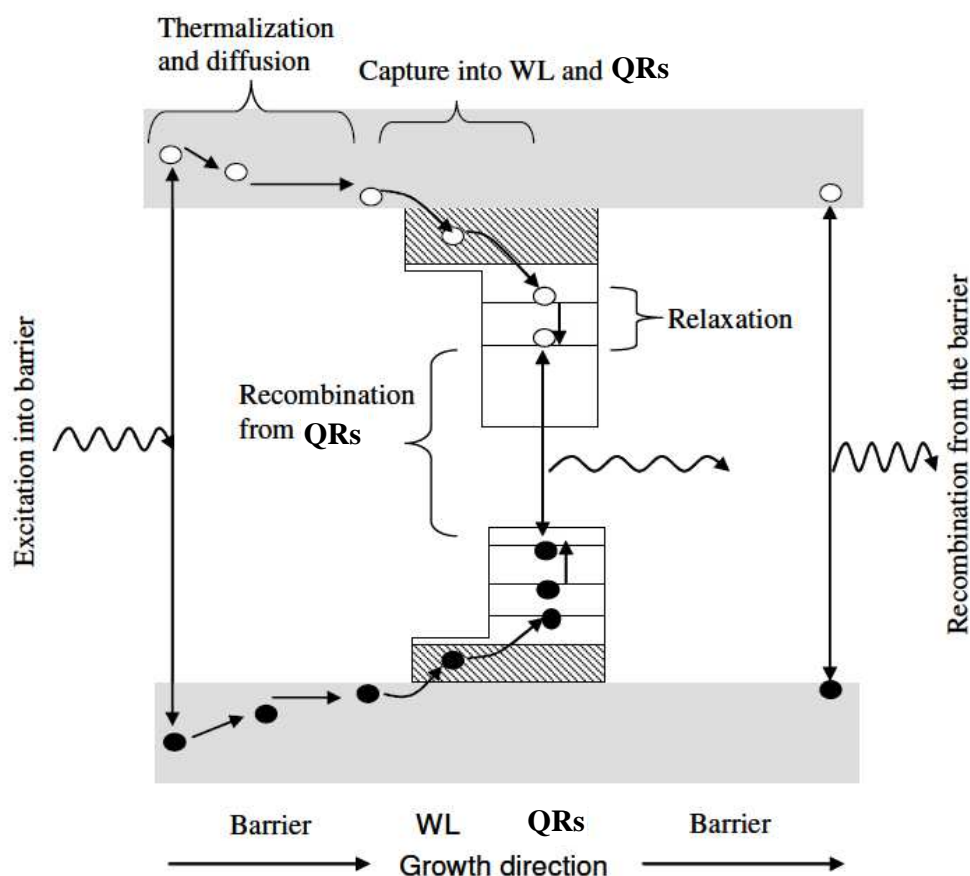 Thermalization
and diffusion
Capture into WL and QRs
Excitation into barrier
Relaxation
Recombination
from QRs
Recombination from the barrier
Barrier
WL
QRs
Barrier
Growth direction